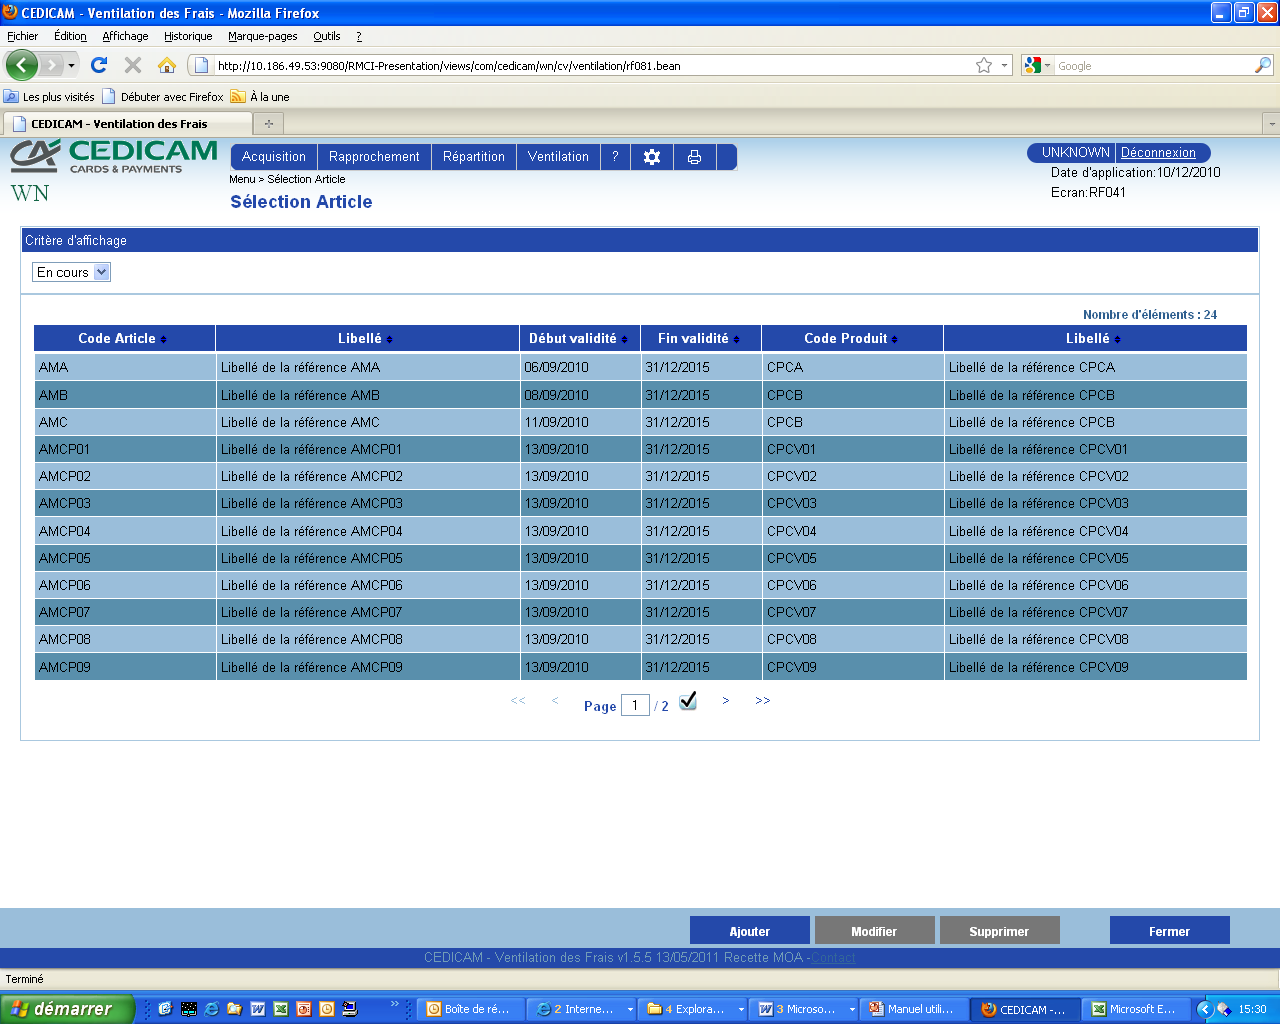 CEDICAM - Ventilation des Frais - Mozilla Firefox
Fichier Édition Affichage Historique Marque-pages Outils ?
http://10.186.49.53:9080/RMCI-Presentation/views/com/cedicam/wn/cv/ventilation/rf081.bean Google
Les plus visités Débuter avec Firefox À la une
CEDICAM - Ventilation des Frais
CEDICAM
CARDS & PAYMENTS
WN
Acquisition Rapprochement Répartition Ventilation ?
Menu > Sélection Article
Sélection Article
UNKNOWN Déconnexion
Date d'application:10/12/2010
Ecran:RF041
Critère d'affichage
En cours
Nombre d'éléments : 24
Code Article Libellé Début validité Fin validité Code Produit Libellé
AMA Libellé de la référence AMA 06/09/2010 31/12/2015 CPCA Libellé de la référence CPCA
AMB Libellé de la référence AMB 08/09/2010 31/12/2015 CPCB Libellé de la référence CPCB
AMC Libellé de la référence AMC 11/09/2010 31/12/2015 CPCB Libellé de la référence CPCB
AMCP01 Libellé de la référence AMCP01 13/09/2010 31/12/2015 CPCV01 Libellé de la référence CPCV01
AMCP02 Libellé de la référence AMCP02 13/09/2010 31/12/2015 CPCV02 Libellé de la référence CPCV02
AMCP03 Libellé de la référence AMCP03 13/09/2010 31/12/2015 CPCV03 Libellé de la référence CPCV03
AMCP04 Libellé de la référence AMCP04 13/09/2010 31/12/2015 CPCV04 Libellé de la référence CPCV04
AMCP05 Libellé de la référence AMCP05 13/09/2010 31/12/2015 CPCV05 Libellé de la référence CPCV05
AMCP06 Libellé de la référence AMCP06 13/09/2010 31/12/2015 CPCV06 Libellé de la référence CPCV06
AMCP07 Libellé de la référence AMCP07 13/09/2010 31/12/2015 CPCV07 Libellé de la référence CPCV07
AMCP08 Libellé de la référence AMCP08 13/09/2010 31/12/2015 CPCV08 Libellé de la référence CPCV08
AMCP09 Libellé de la référence AMCP09 13/09/2010 31/12/2015 CPCV09 Libellé de la référence CPCV09
<< < Page 1 / 2 > >>
Ajouter Modifier Supprimer Fermer
CEDICAM - Ventilation des Frais v1.5.5 13/05/2011 Recette MOA -Contact
Terminé
démarrer Boîte de ré... 2 Interne... 4 Explora... 3 Microso... Manuel utili... CEDICAM -... Microsoft E... 15:30